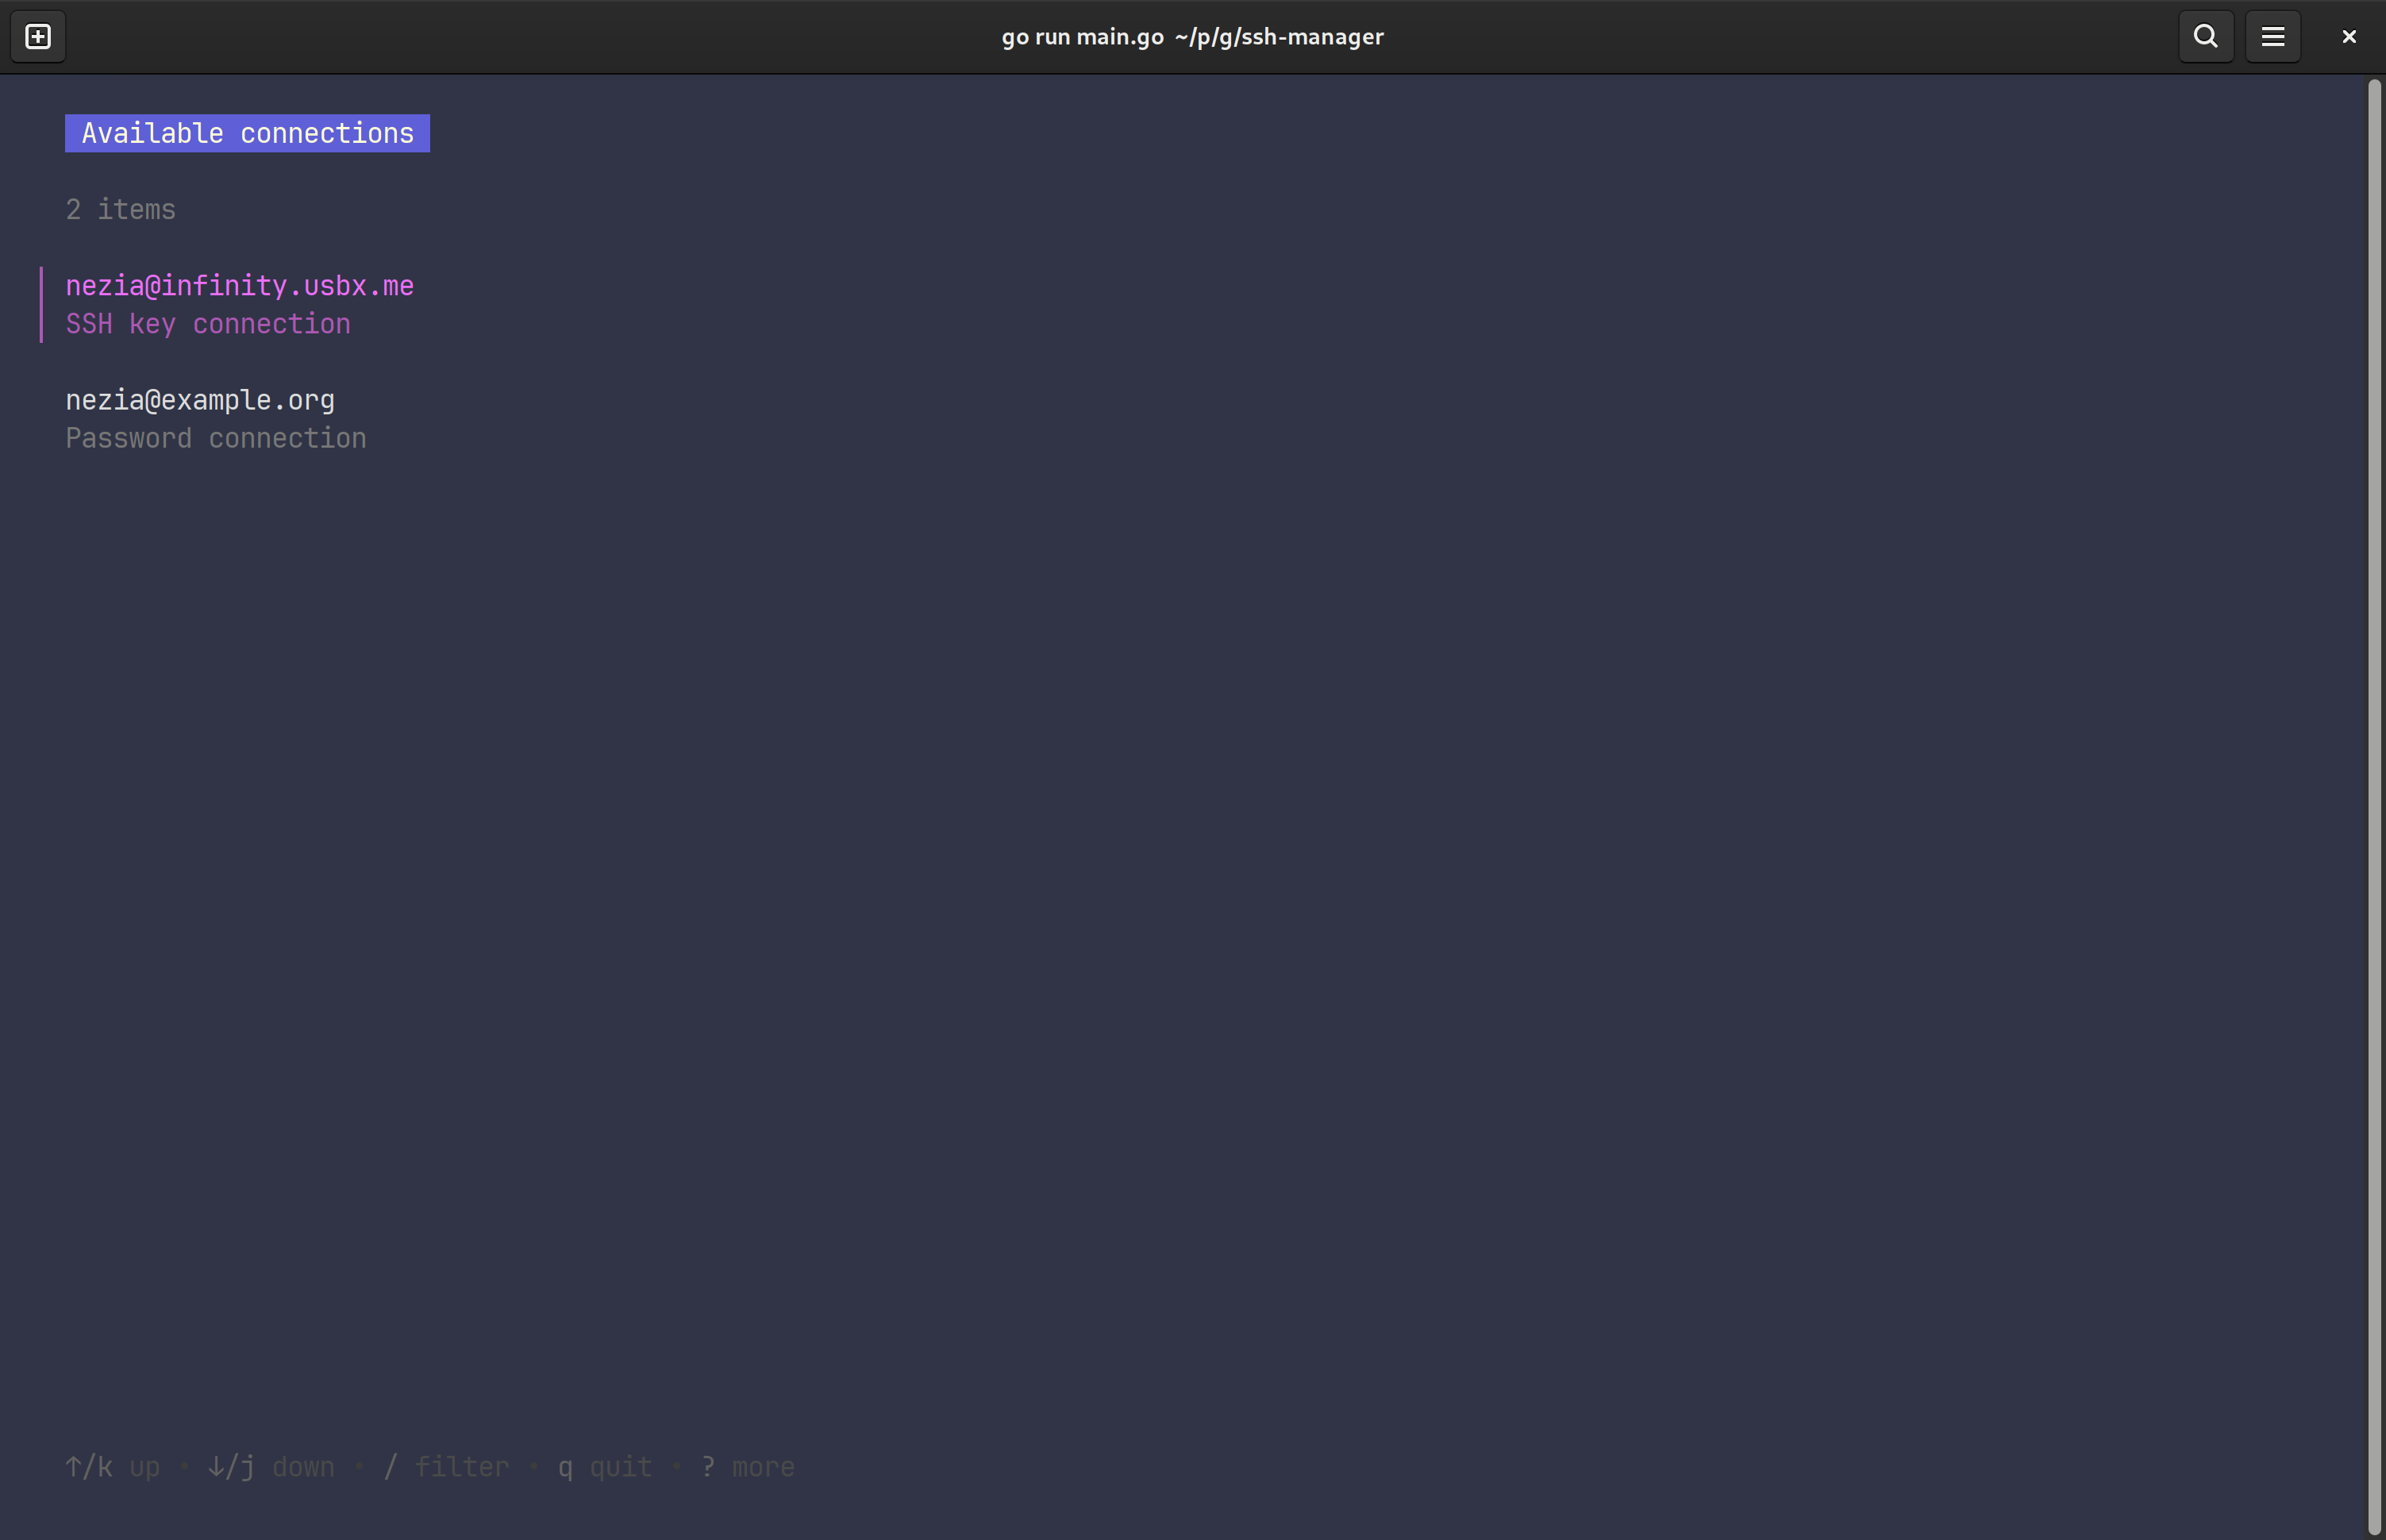 go run main.go ~/p/g/ssh-manager
Available connections
2 items
nezia@infinity.usbx.me
SSH key connection
nezia@example.org
Password connection
↑/k up • ↓/j down • / filter • q quit • ? more